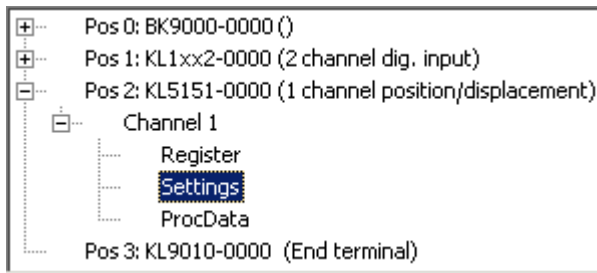 Pos 0: BK9000-0000 ()
Pos 1: KL1xx2-0000 (2 channel dig. input)
Pos 2: KL5151-0000 (1 channel position/displacement)
Channel 1
Register
Settings
ProcData
Pos 3: KL9010-0000  (End terminal)